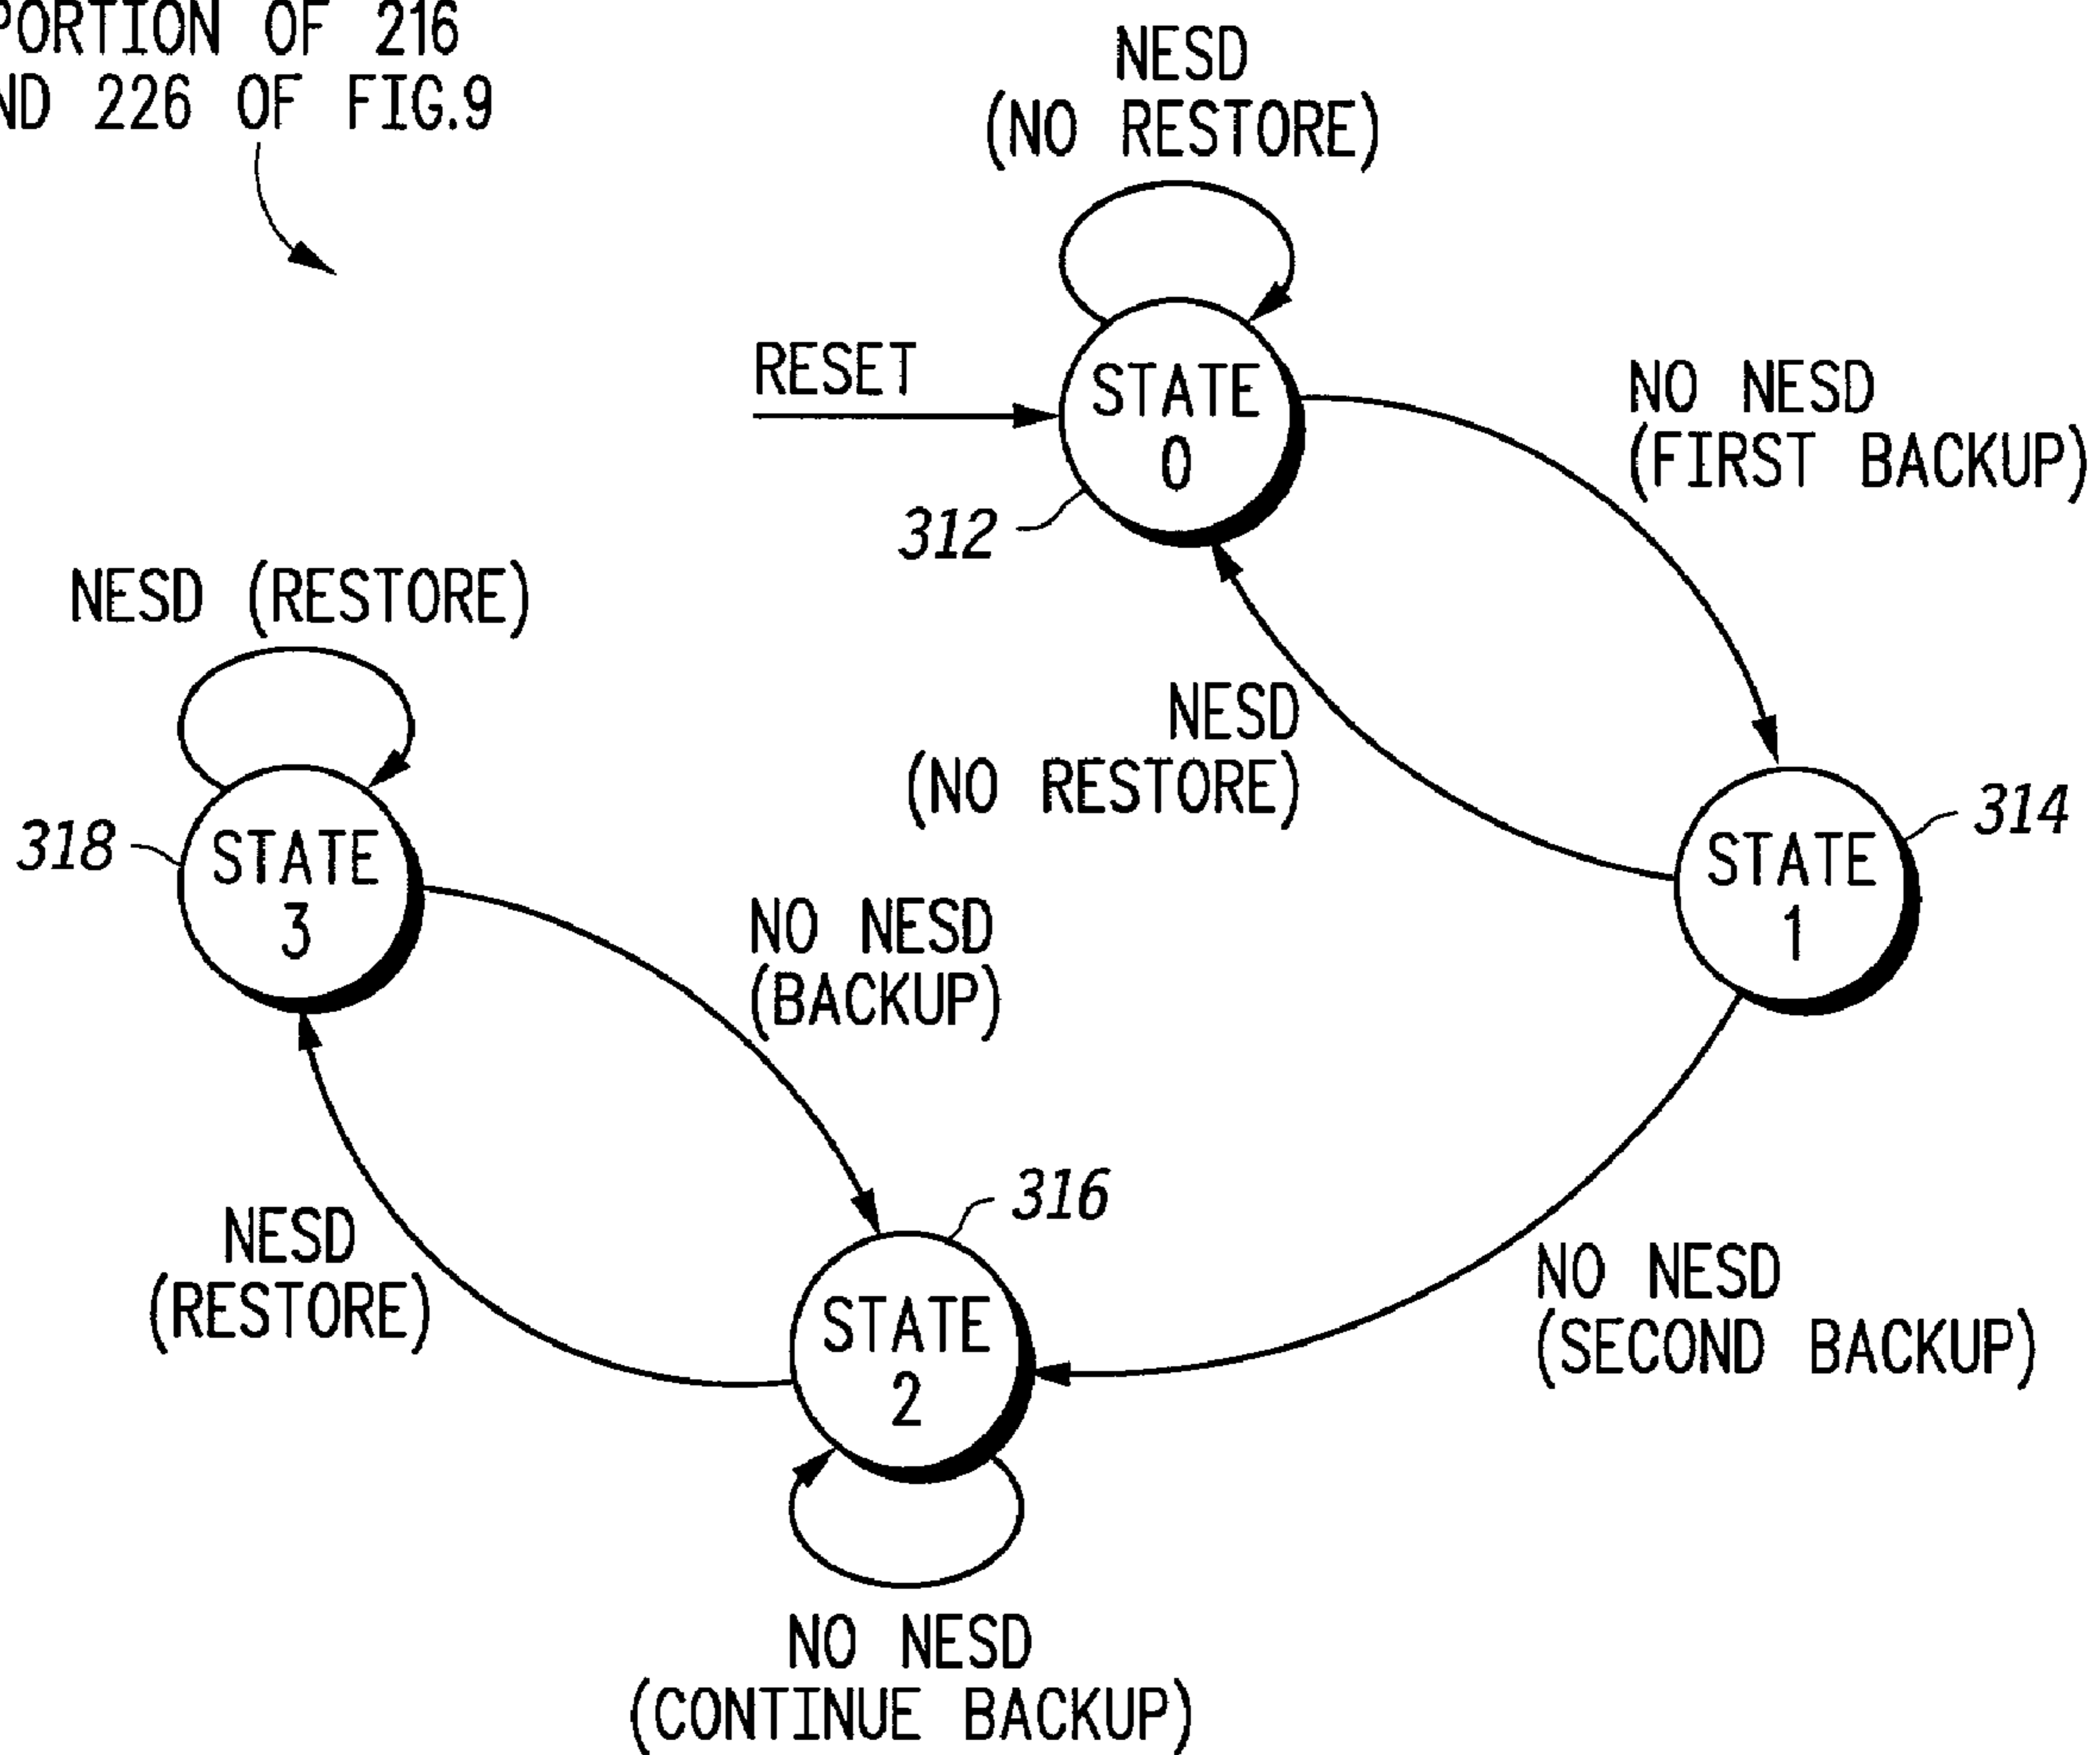 PORTION OF 216
ND 226 OF FIG.9
NESD
(NO RESTORE)
RESET
STATE
0
312
NO NESD
(FIRST BACKUP)
NESD (RESTORE)
NESD
(NO RESTORE)
318
STATE
3
314
STATE
1
NO NESD
(BACKUP)
316
NESD
(RESTORE)
STATE
2
NO NESD
(SECOND BACKUP)
NO NESD
(CONTINUE BACKUP)